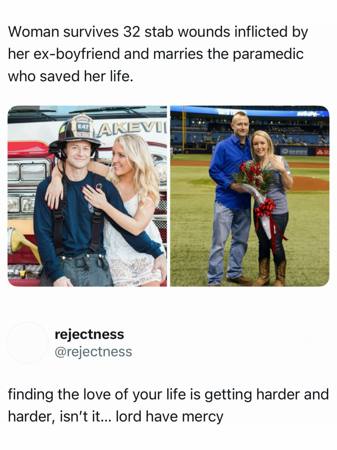 Woman survives 32 stab wounds inflicted by
her ex-boyfriend and marries the paramedic
who saved her life.
AKEVI
rejectness
@rejectness
finding the love of your life is getting harder and
harder, isn’t it... lord have mercy